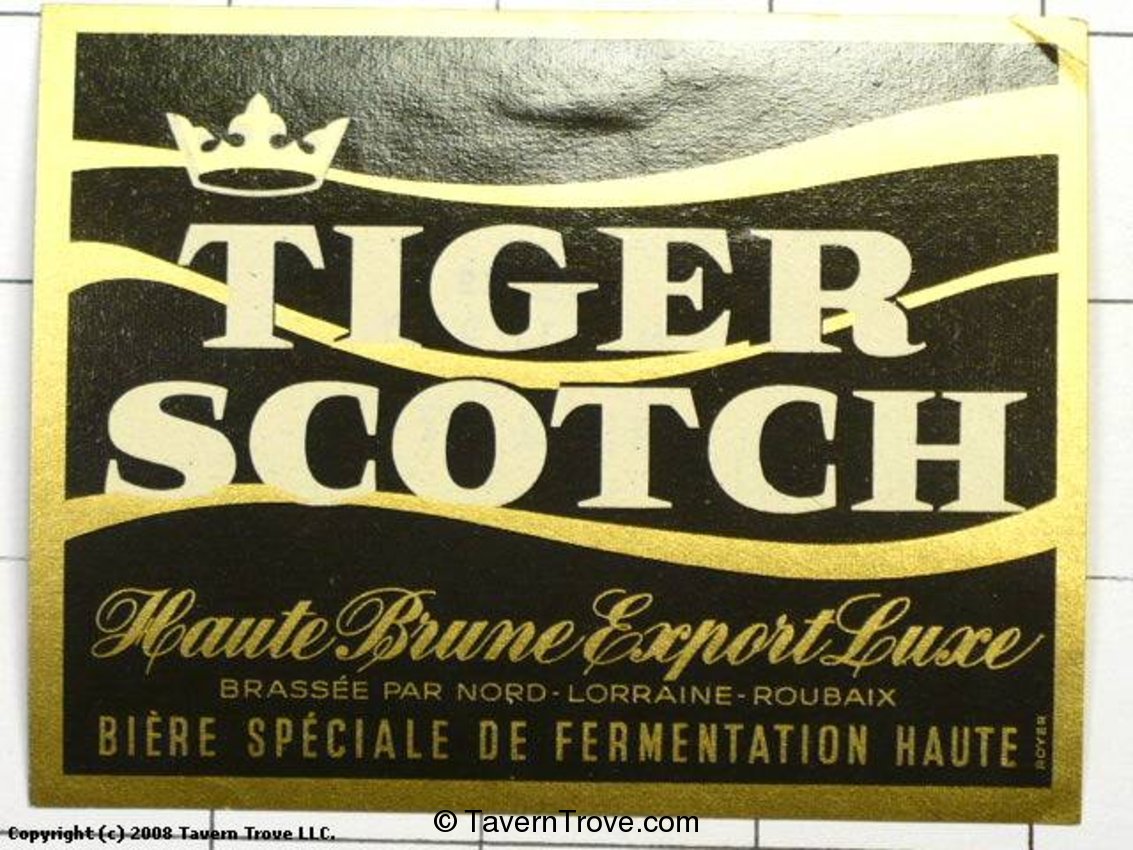 TIGER
SCOTCH
Haute Brune Export Luxe
BRASSÉE PAR NORD-LORRAINE-ROUBAIX
BIÈRE SPÉCIALE DE FERMENTATION HAUTE
ROYER
© TavernTrove.com
Copyright (c) 2008 Tavern Trove LLC.